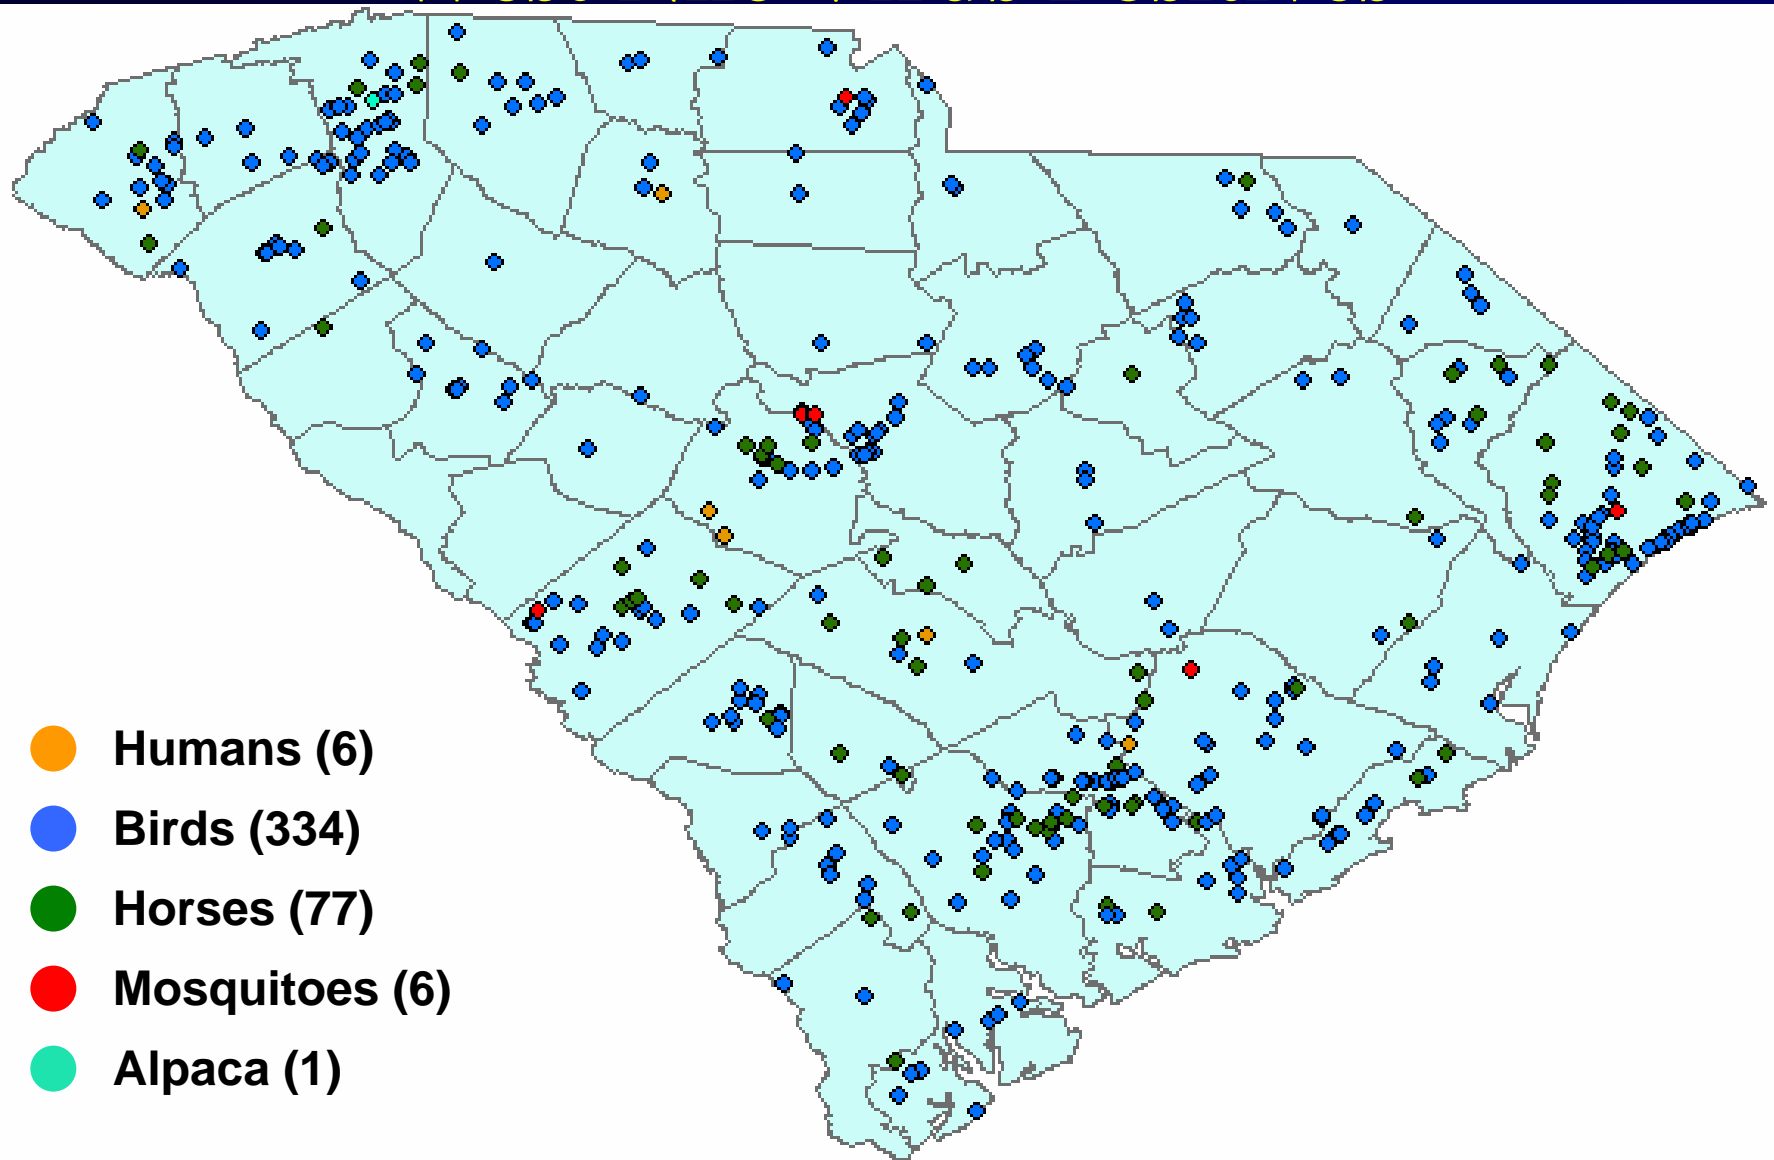 Humans (6)
Birds (334)
Horses (77)
Mosquitoes (6)
Alpaca (1)